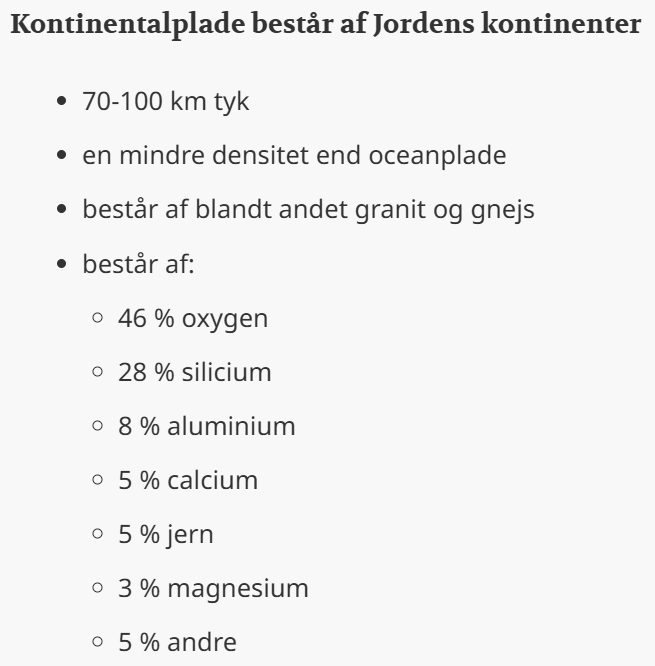 Kontinentalplade består af Jordens kontinenter
• 70-100 km tyk
• en mindre densitet end oceanplade
• består af blandt andet granit og gnejs
• består af:
○ 46 % oxygen
○ 28 % silicium
○ 8 % aluminium
○ 5 % calcium
○ 5 % jern
○ 3 % magnesium
○ 5 % andre